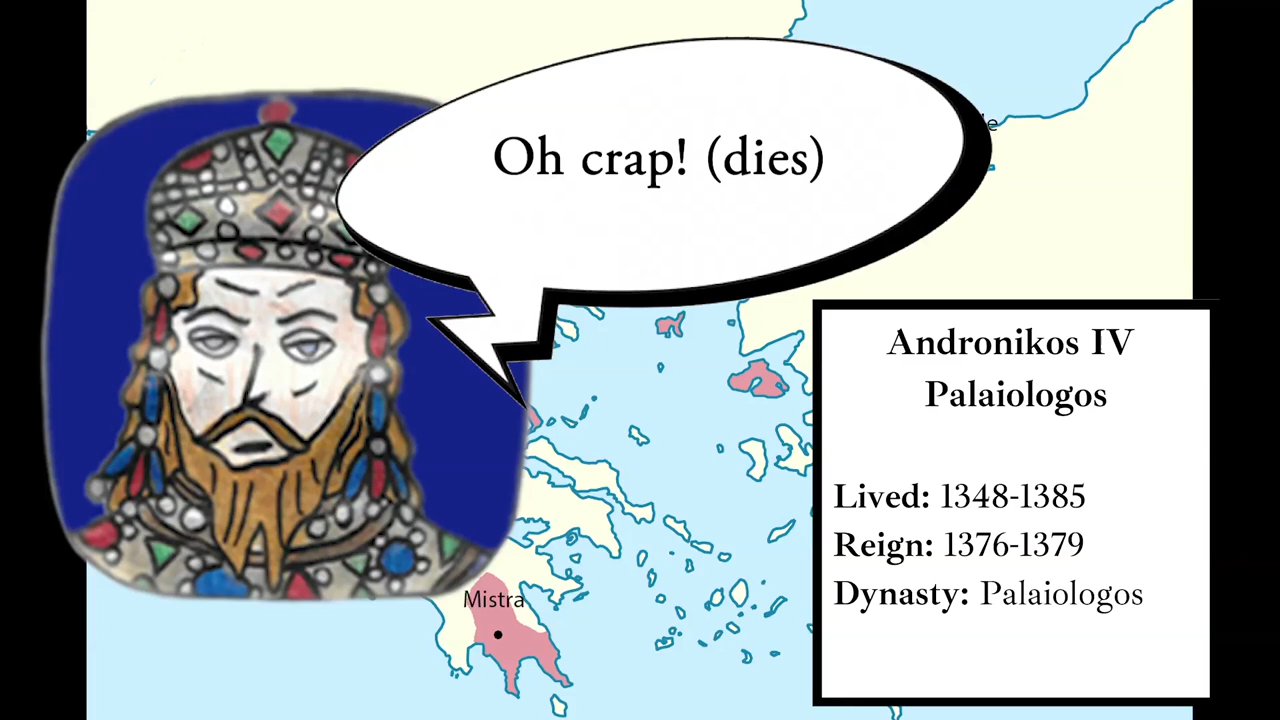 Oh crap! (dies)
Andronikos IV
Palaiologos
Lived: 1348-1385
Reign: 1376-1379
Dynasty: Palaiologos
Mistra